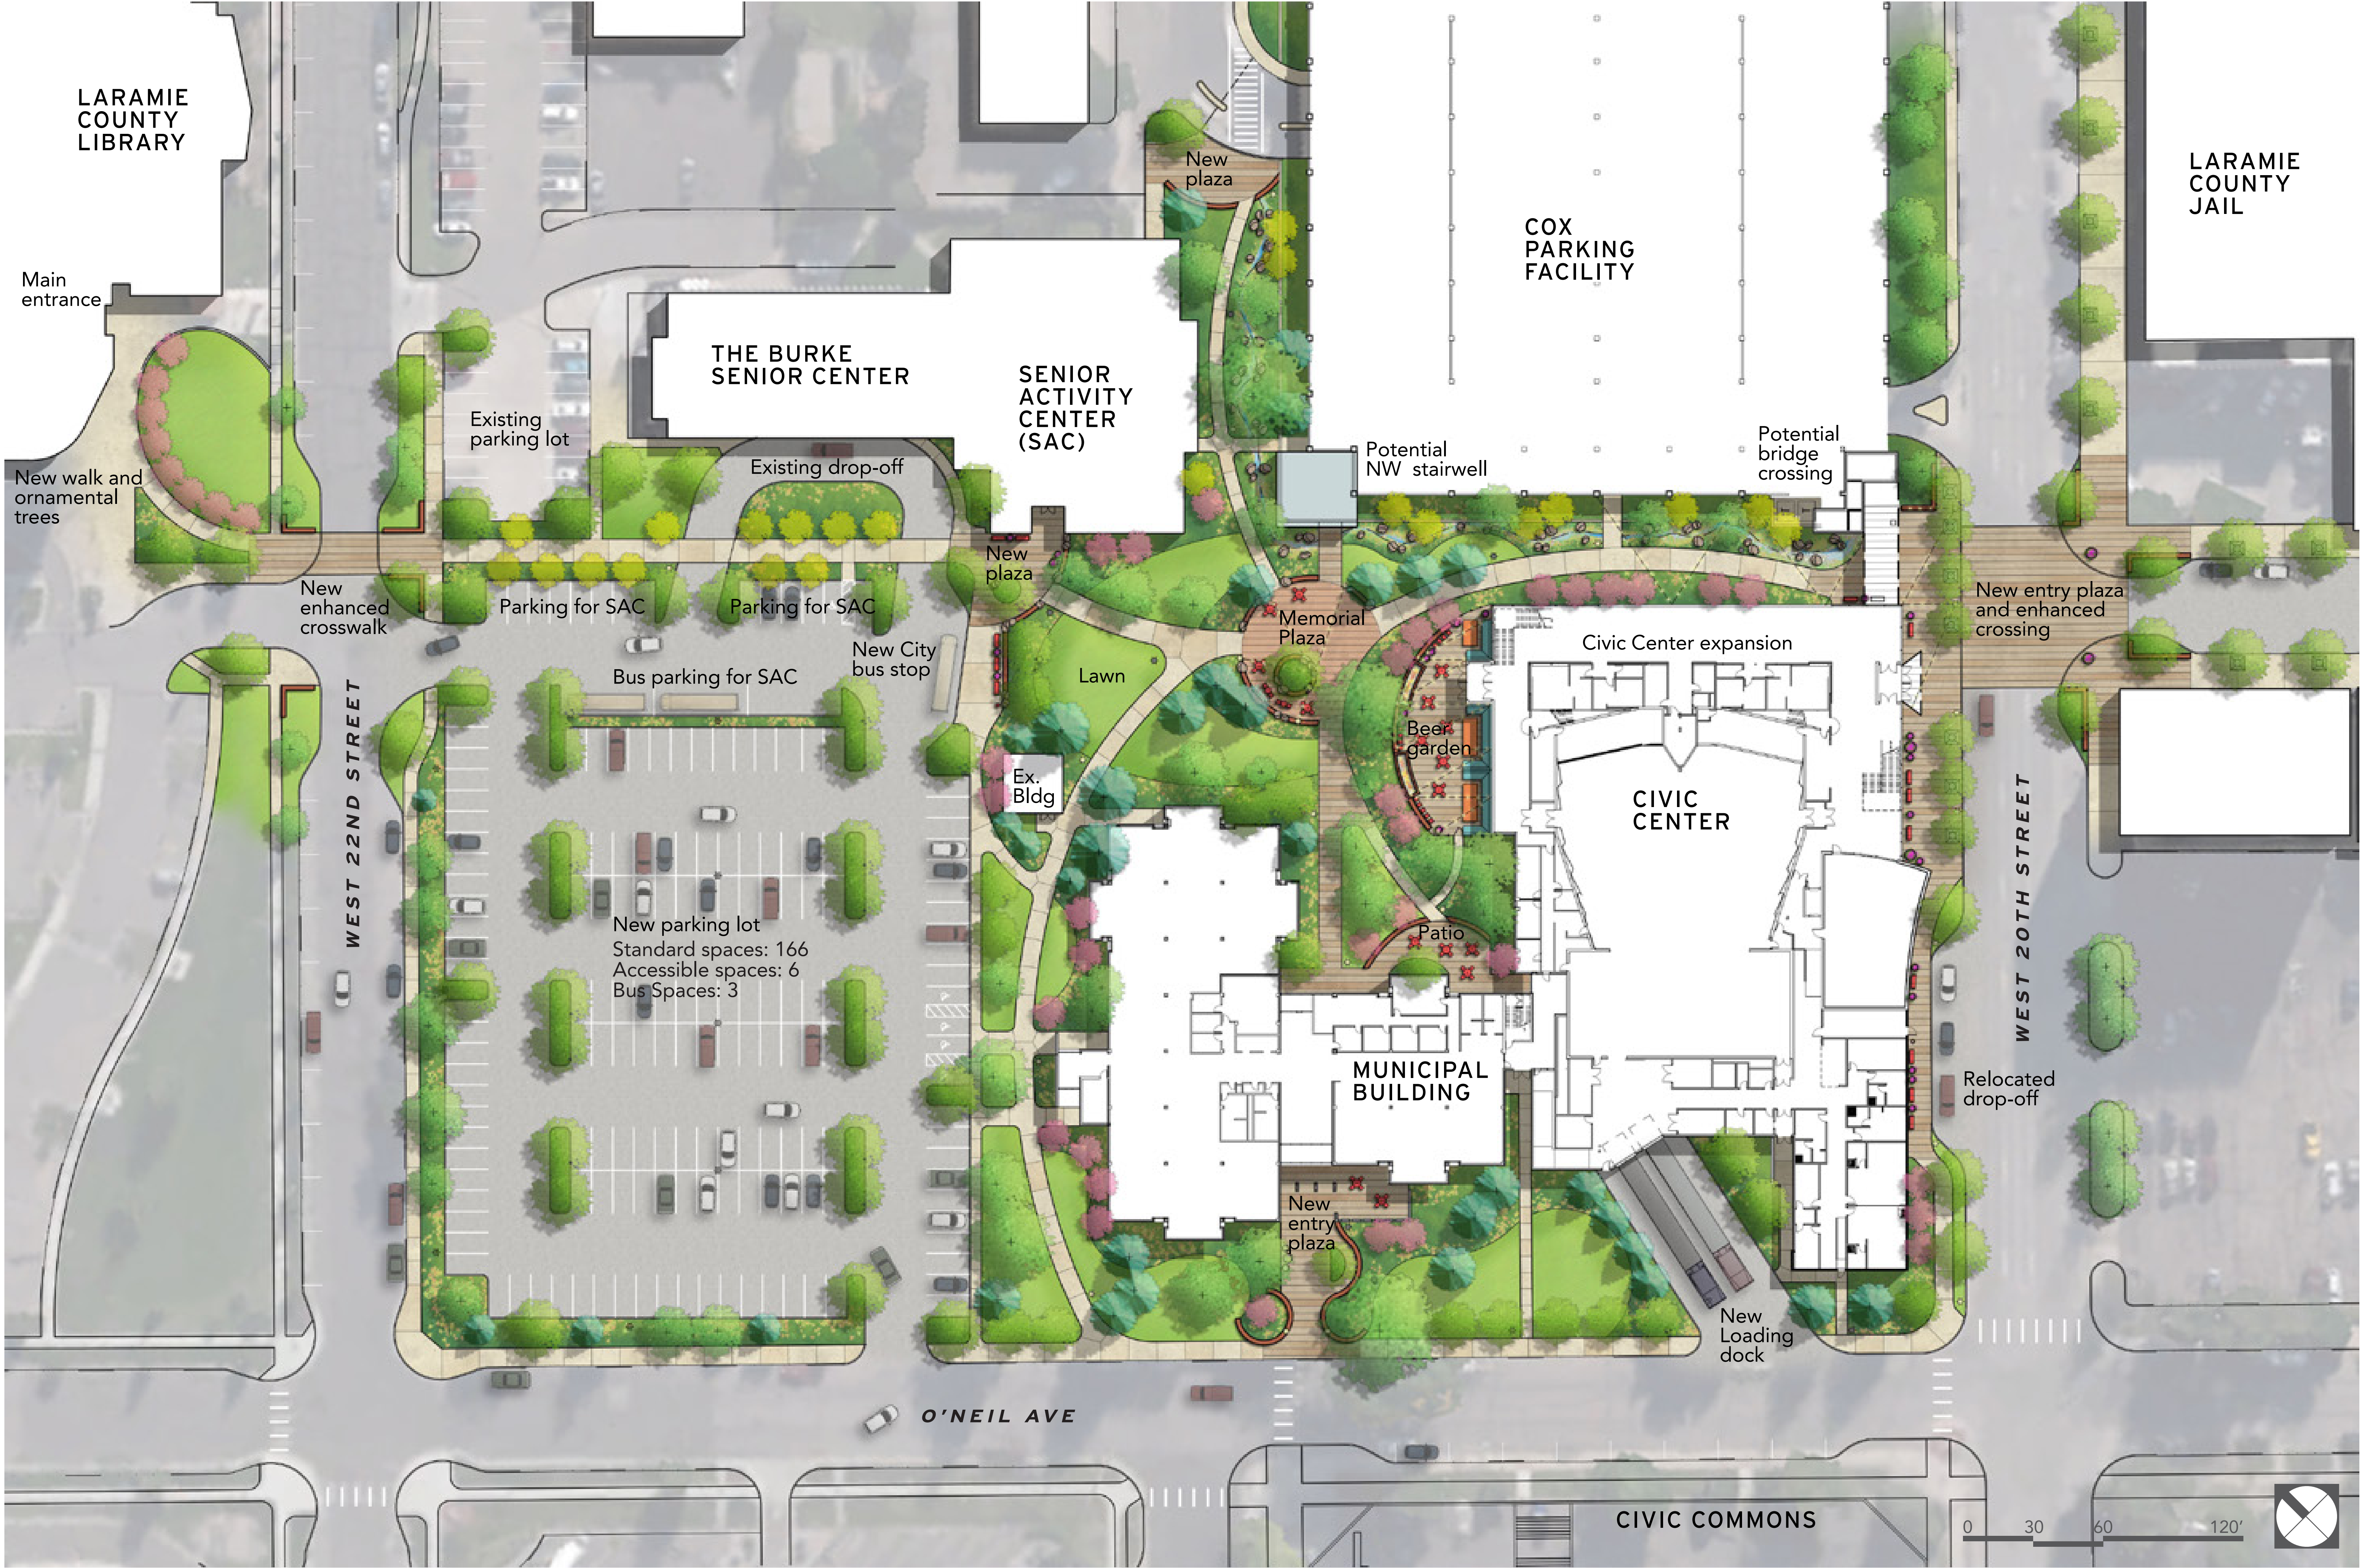 LARAMIE
COUNTY
LIBRARY
Main
entrance
New walk and
ornamental
trees
New
enhanced
crosswalk
Existing
parking lot
THE BURKE
SENIOR CENTER
SENIOR
ACTIVITY
CENTER
(SAC)
Existing drop-off
New
plaza
COX
PARKING
FACILITY
LARAMIE
COUNTY
JAIL
Potential
NW stairwell
Potential
bridge
crossing
New
plaza
Parking for SAC
Parking for SAC
New City
bus stop
Bus parking for SAC
Lawn
Memorial
Plaza
Civic Center expansion
New entry plaza
and enhanced
crossing
Beer
garden
Ex.
Bldg
CIVIC
CENTER
WEST 22ND STREET
WEST 20TH STREET
New parking lot
Standard spaces: 166
Accessible spaces: 6
Bus Spaces: 3
Patio
MUNICIPAL
BUILDING
Relocated
drop-off
New
entry
plaza
New
Loading
dock
O'NEIL AVE
CIVIC COMMONS
0 30 60 120'